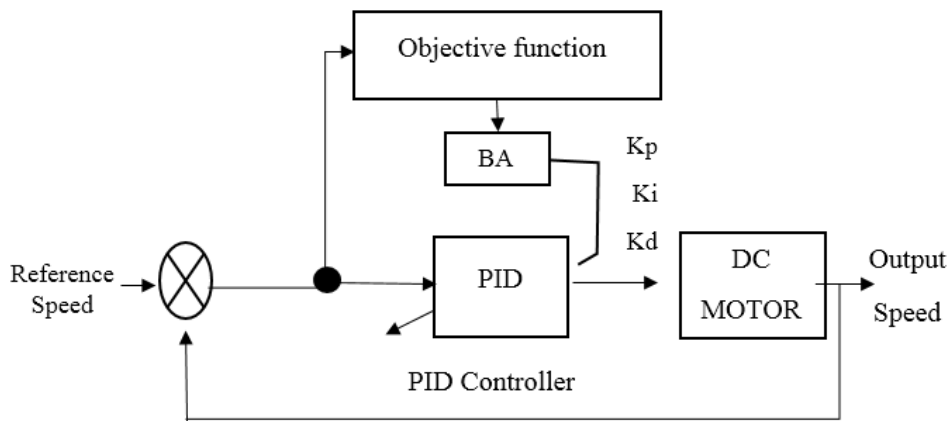 Objective function
BA
Kp
Ki
Kd
Reference
Speed
PID
DC
MOTOR
Output
Speed
PID Controller